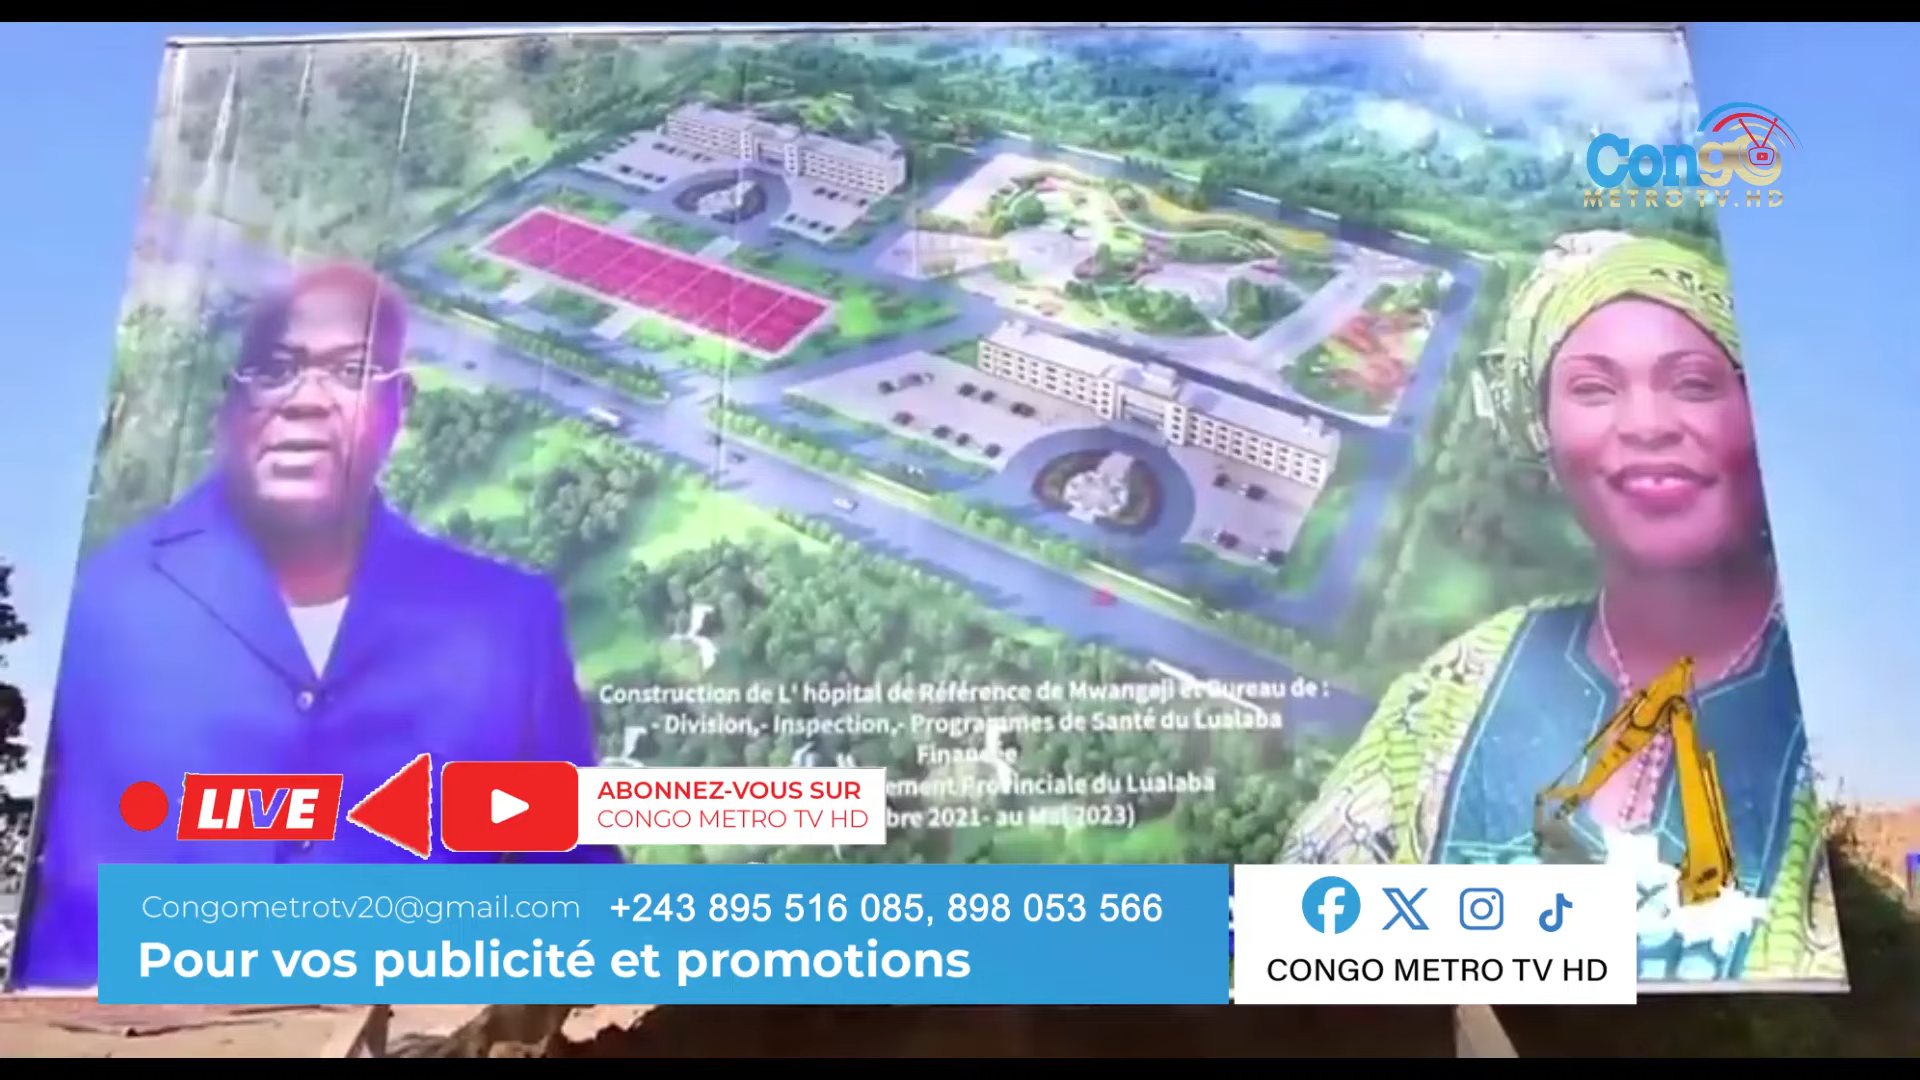 Congo
METRO TV.HD
Construction de L' hôpital de Référence de Mwangeji et Bureau de :
- Division,- Inspection,- Programmes de Santé du Lualaba
Financée
Provinciale du Lualaba
2021- au Mai 2023)
LIVE
ABONNEZ-VOUS SUR
CONGO METRO TV HD
Congometrotv20@gmail.com +243 895 516 085, 898 053 566
Pour vos publicité et promotions
CONGO METRO TV HD